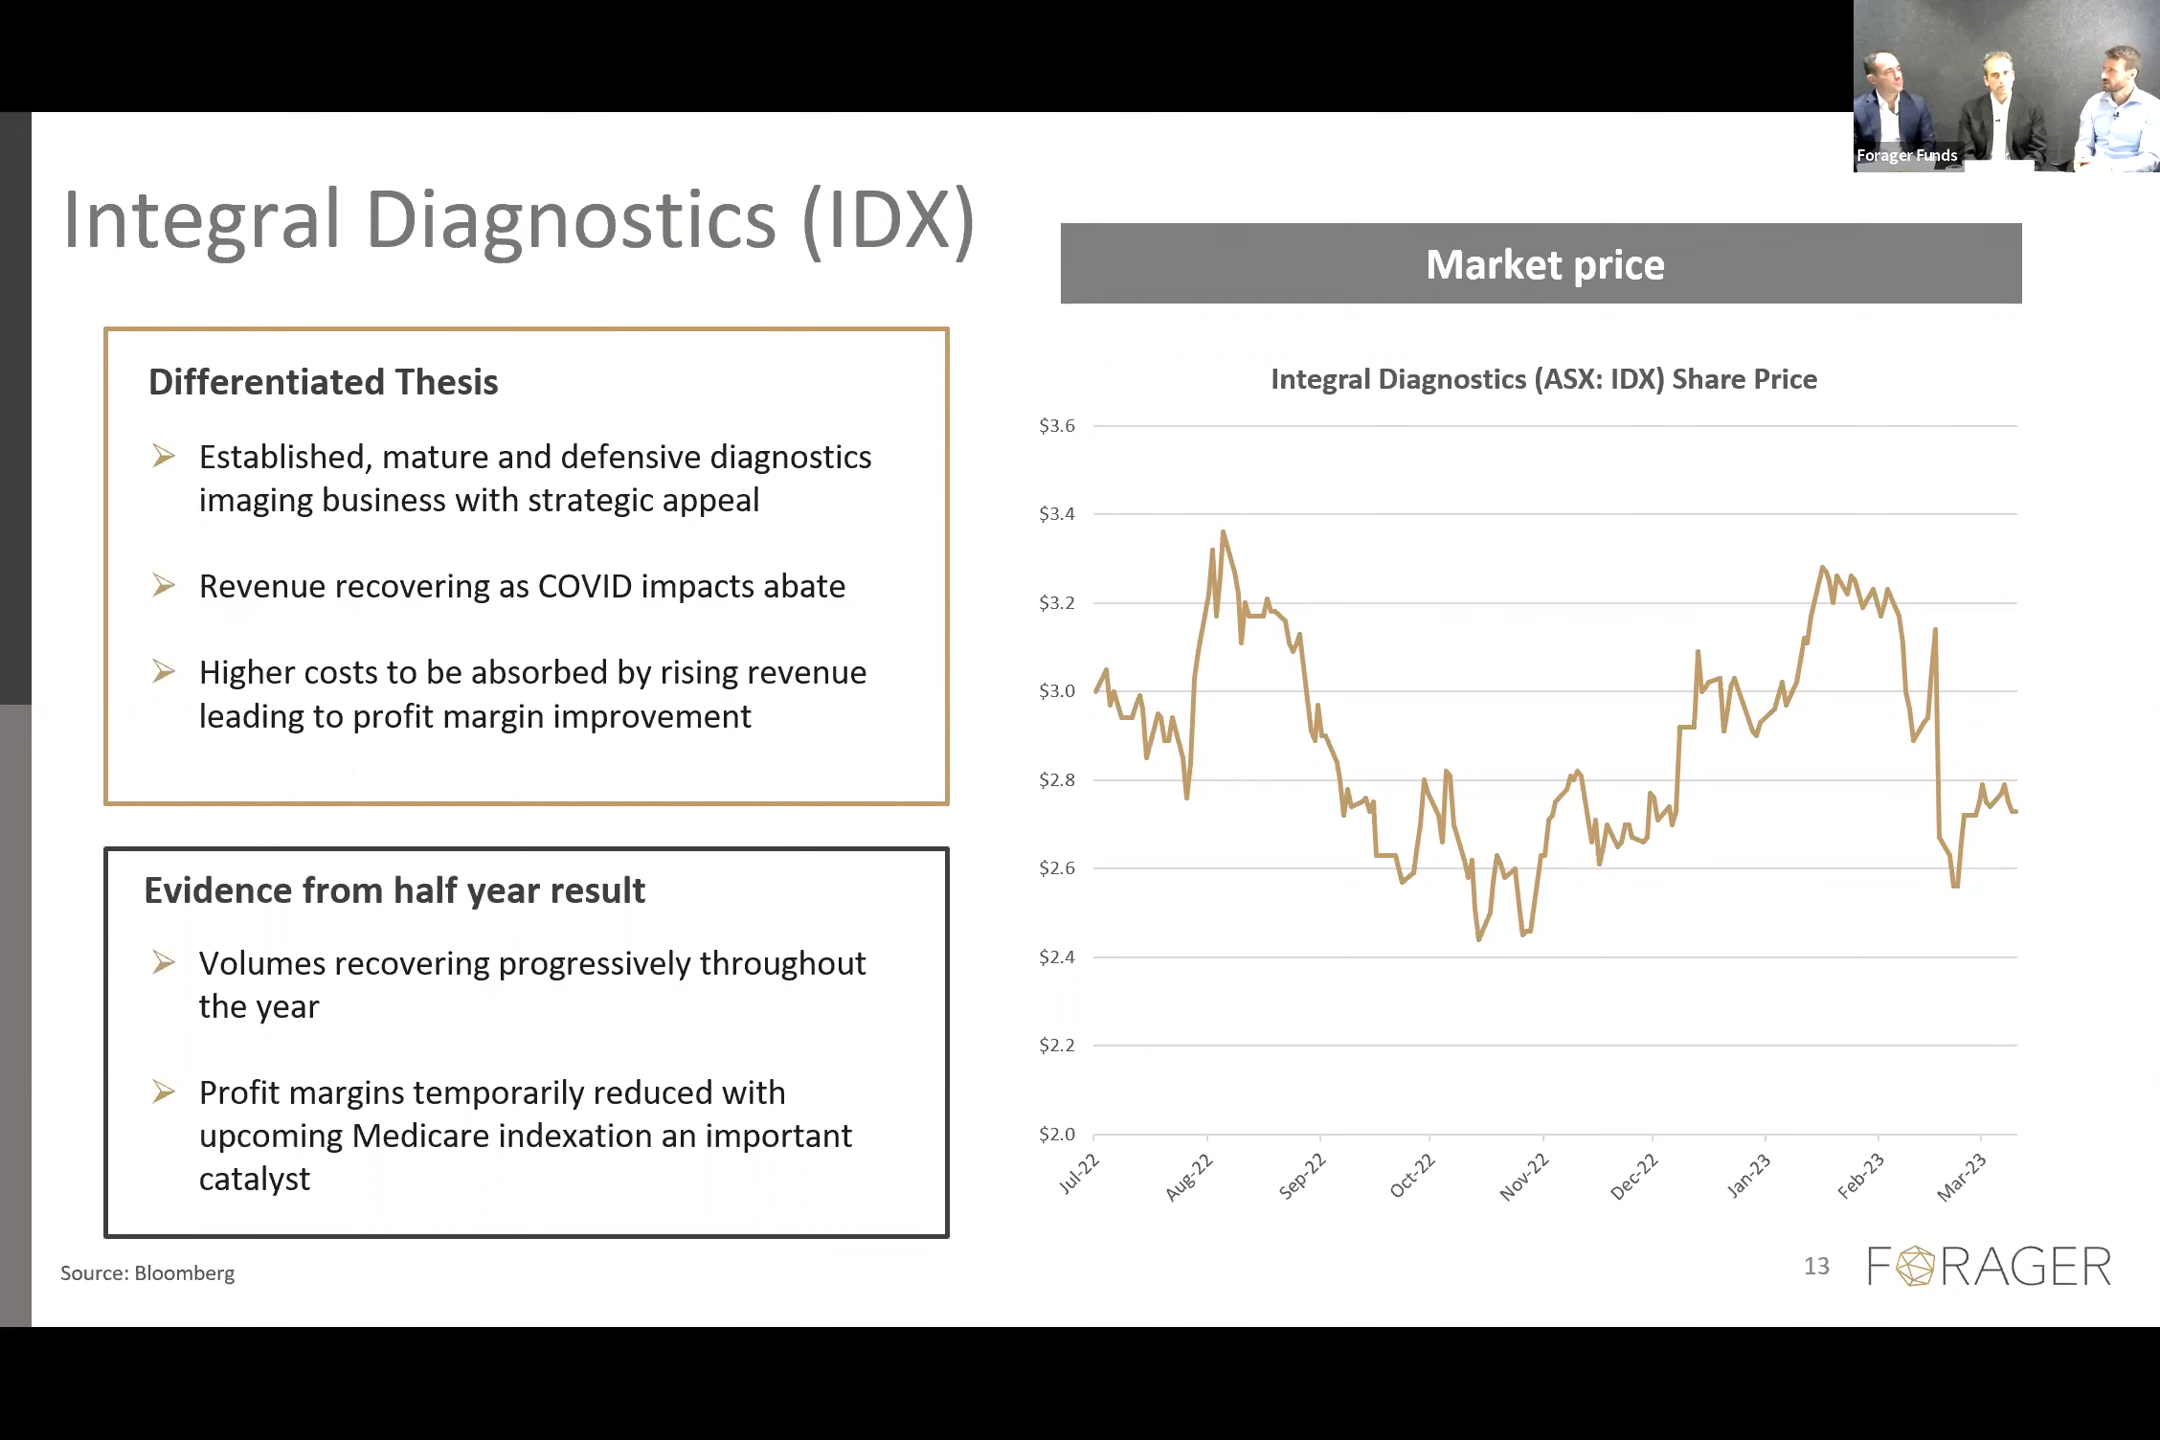 Forager Funds
Integral Diagnostics (IDX)
Differentiated Thesis
Established, mature and defensive diagnostics
imaging business with strategic appeal
Revenue recovering as COVID impacts abate
Higher costs to be absorbed by rising revenue
leading to profit margin improvement
Evidence from half year result
Volumes recovering progressively throughout
the year
Profit margins temporarily reduced with
upcoming Medicare indexation an important
catalyst
Source: Bloomberg
Market price
Integral Diagnostics (ASX: IDX) Share Price
$3.6
$3.4
$3.2
$3.0
$2.8
$2.6
$2.4
$2.2
$2.0
Jul-22
Aug-22
Sep-22
Oct-22
Nov-22
Dec-22
Jan-23
Feb-23
Mar-23
13
FORAGER